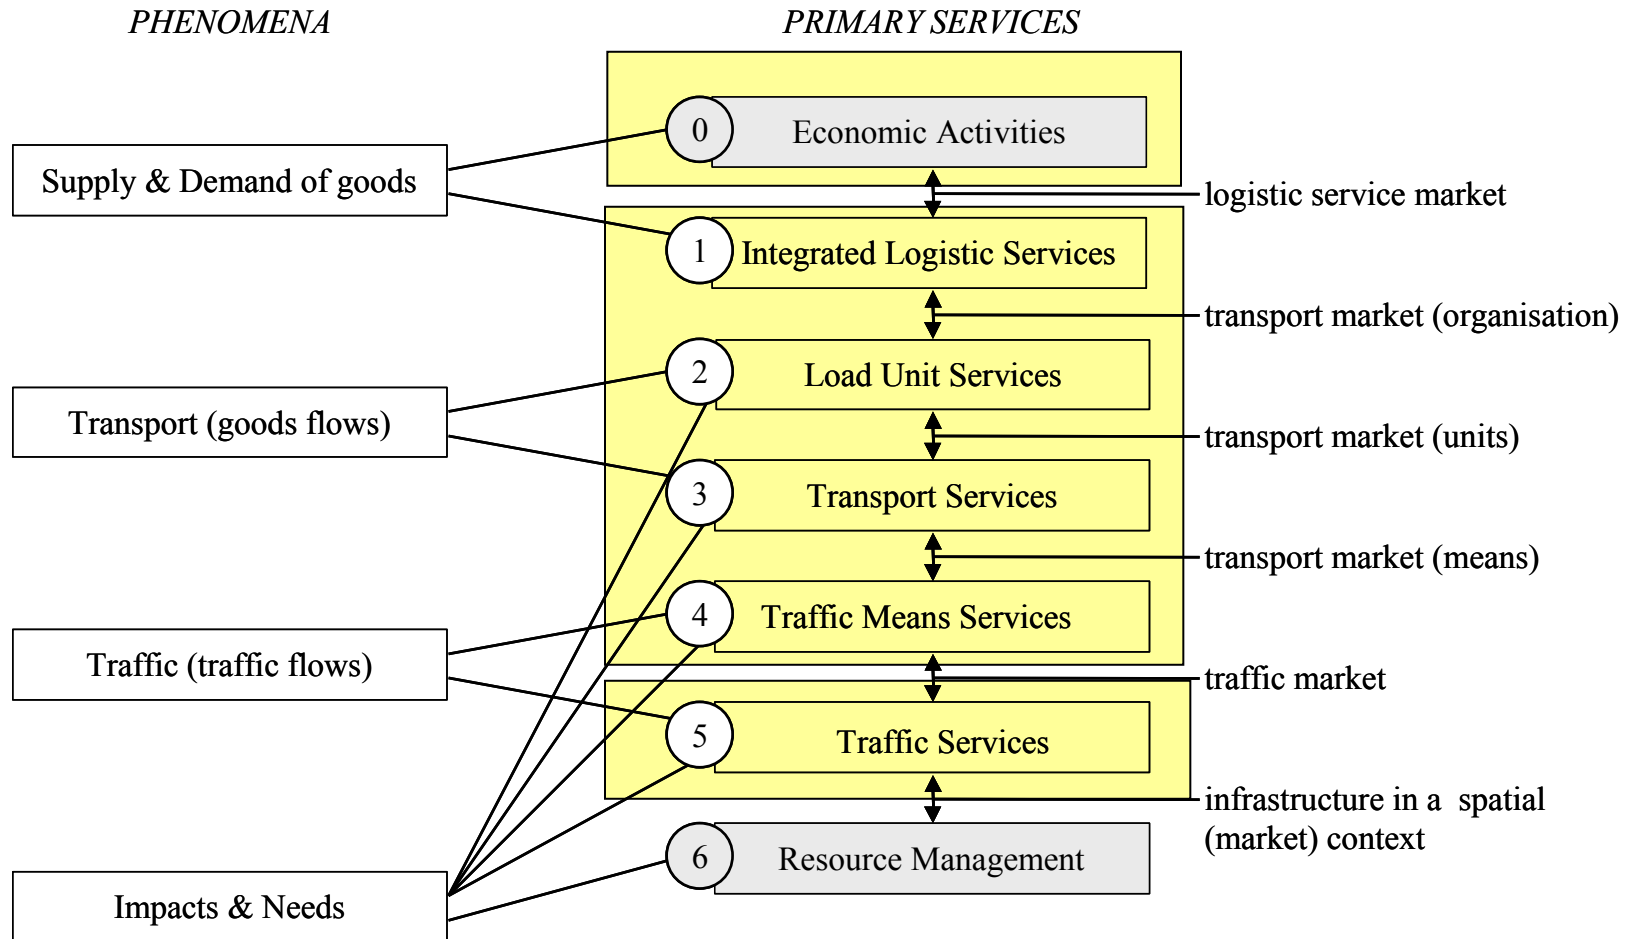 PHENOMENA
PRIMARY SERVICES
0
Economic Activities
Supply & Demand of goods
logistic service market
1
Integrated Logistic Services
transport market (organisation)
2
Load Unit Services
Transport (goods flows)
transport market (units)
3
Transport Services
transport market (means)
4
Traffic Means Services
Traffic (traffic flows)
traffic market
5
Traffic Services
infrastructure in a spatial
(market) context
6
Resource Management
Impacts & Needs